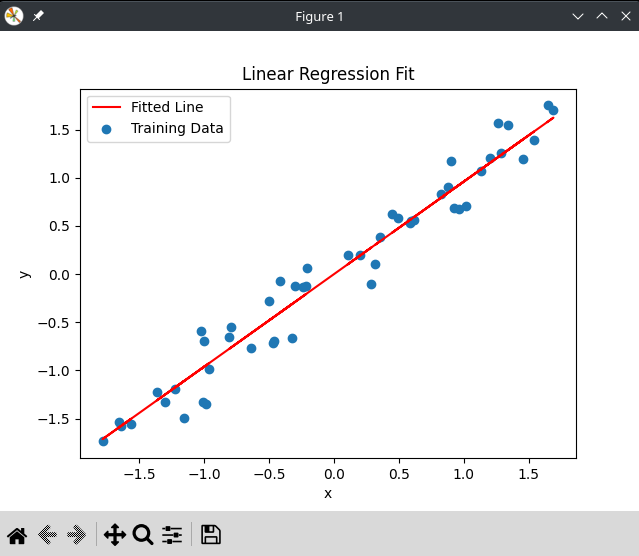 Figure 1
Linear Regression Fit
Fitted Line
Training Data
1.5
1.0
0.5
0.0
−0.5
−1.0
−1.5
y
−1.5 −1.0 −0.5 0.0 0.5 1.0 1.5
x